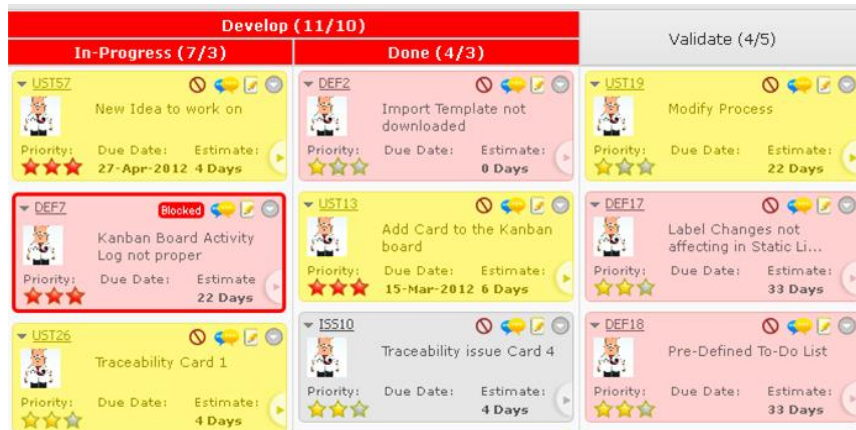 Develop (11/10)
In-Progress (7/3)
Done (4/3)
Validate (4/5)
UST57
New Idea to work on
Priority: Due Date: Estimate:
27-Apr-2012 4 Days
DEF7 Blocked
Kanban Board Activity
Log not proper
Priority: Due Date: Estimate
22 Days
UST26
Traceability Card 1
Priority: Due Date: Estimate:
4 Days
DEF2
Import Template not
downloaded
Priority: Due Date: Estimate:
0 Days
UST13
Add Card to the Kanban
board
Priority: Due Date: Estimate:
15-Mar-2012 6 Days
ISS10
Traceability issue Card 4
Priority: Due Date: Estimate:
4 Days
UST19
Modify Process
Priority: Due Date: Estimate:
22 Days
DEF17
Label Changes not
affecting in Static Li...
Priority: Due Date: Estimate:
33 Days
DEF18
Pre-Defined To-Do List
Priority: Due Date: Estimate:
33 Days